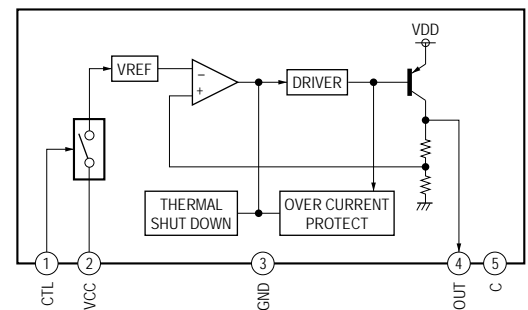 VDD
VREF
−
+
DRIVER
THERMAL
SHUT DOWN
OVER CURRENT
PROTECT
1
2
3
4
5
CTL
VCC
GND
OUT
C